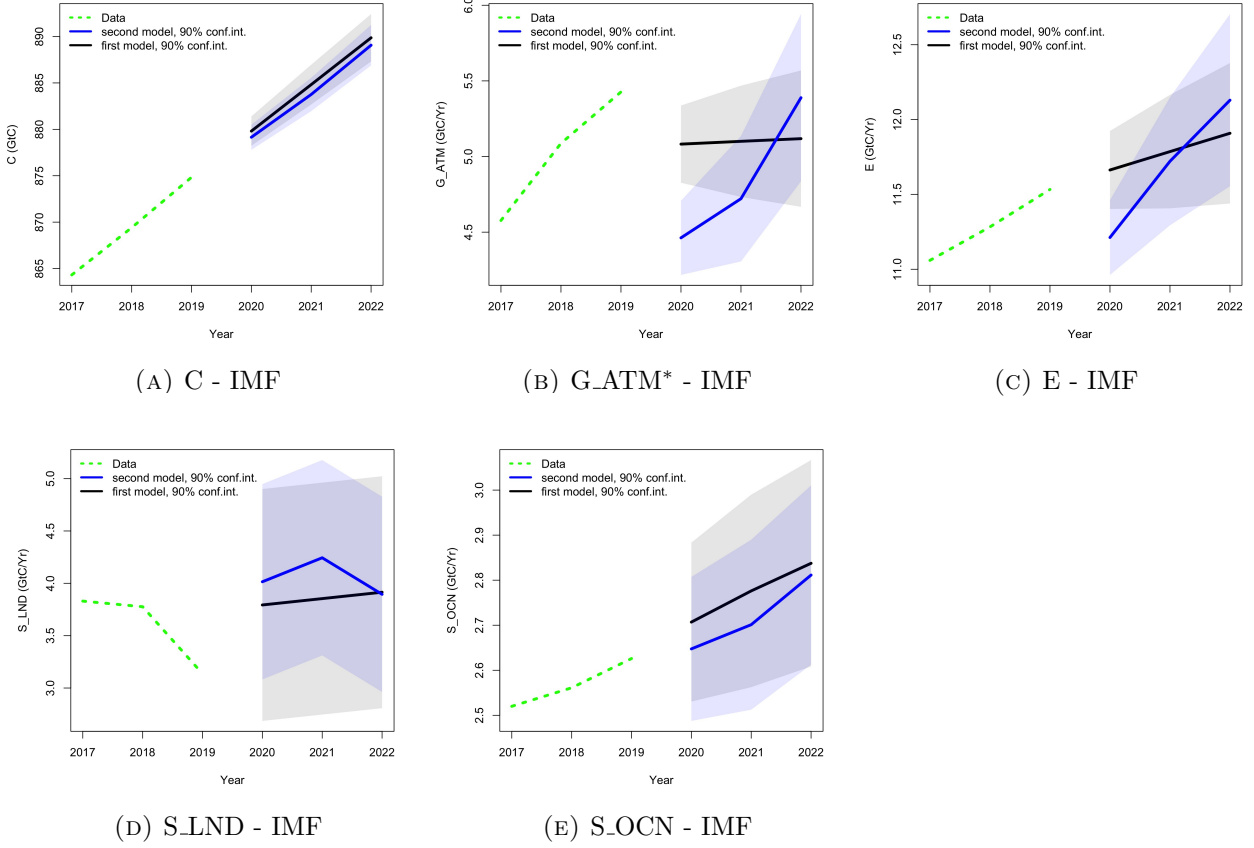 Data
second model, 90% conf.int.
first model, 90% conf.int.
C (GtC)
890
885
880
875
870
865
2017 2018 2019 2020 2021 2022
Year
(A) C - IMF
Data
second model, 90% conf.int.
first model, 90% conf.int.
G_ATM (GtC/Yr)
6.0
5.5
5.0
4.5
2017 2018 2019 2020 2021 2022
Year
(B) G_ATM* - IMF
Data
second model, 90% conf.int.
first model, 90% conf.int.
E (GtC/Yr)
12.5
12.0
11.5
11.0
2017 2018 2019 2020 2021 2022
Year
(C) E - IMF
Data
second model, 90% conf.int.
first model, 90% conf.int.
S_LND (GtC/Yr)
5.0
4.5
4.0
3.5
3.0
2017 2018 2019 2020 2021 2022
Year
(D) S_LND - IMF
Data
second model, 90% conf.int.
first model, 90% conf.int.
S_OCN (GtC/Yr)
3.0
2.9
2.8
2.7
2.6
2.5
2017 2018 2019 2020 2021 2022
Year
(E) S_OCN - IMF